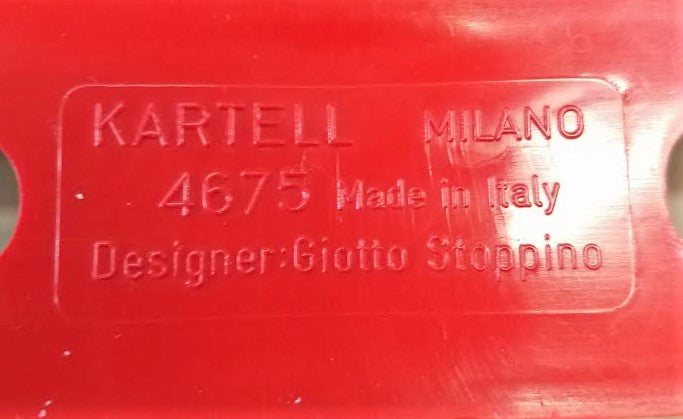 KARTELL MILANO
4675 Made in Italy
Designer:Giotto Stoppino